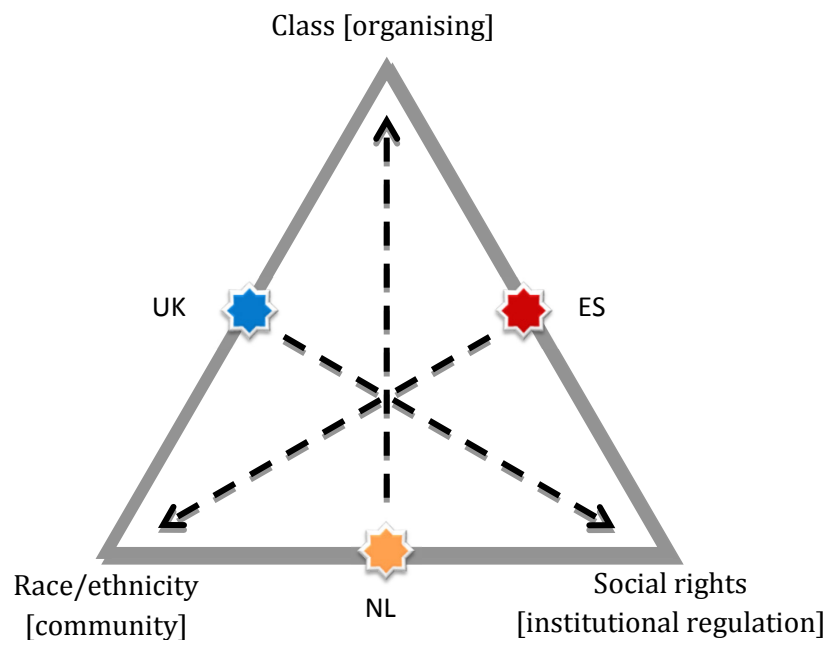 Class [organising]
UK
ES
Race/ethnicity
[community]
NL
Social rights
[institutional regulation]